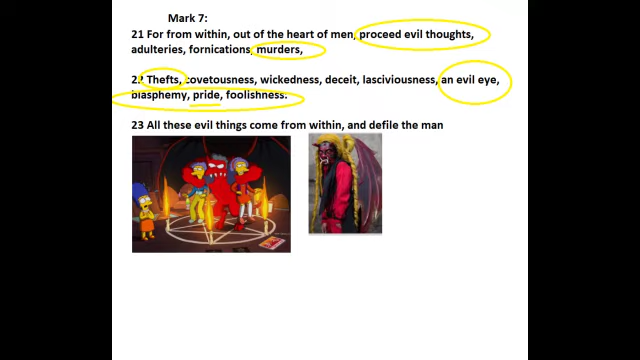 Mark 7:
21 For from within, out of the heart of men, proceed evil thoughts,
adulteries, fornications, murders,
22 Thefts, covetousness, wickedness, deceit, lasciviousness, an evil eye,
blasphemy, pride, foolishness:
23 All these evil things come from within, and defile the man